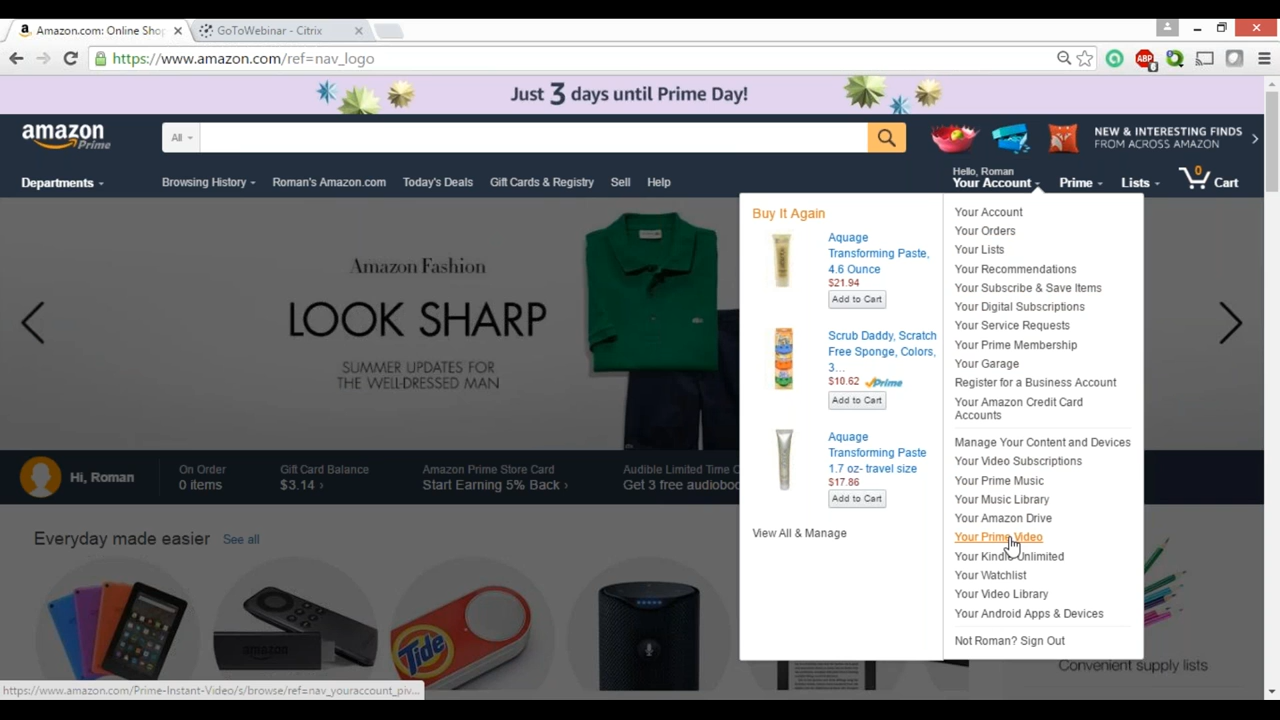 Amazon.com: Online Shop
GoToWebinar - Citrix
https://www.amazon.com/ref=nav_logo
ABP
Just 3 days until Prime Day!
amazon
Prime
All
NEW & INTERESTING FINDS
FROM ACROSS AMAZON
Departments
Browsing History
Roman's Amazon.com
Today's Deals
Gift Cards & Registry
Sell
Help
Hello, Roman
Your Account
Prime
Lists
0
Cart
Amazon Fashion
LOOK SHARP
SUMMER UPDATES FOR
THE WELL-DRESSED MAN
Buy It Again
Aquage
Transforming Paste,
4.6 Ounce
$21.94
Add to Cart
Scrub Daddy, Scratch
Free Sponge, Colors,
3...
$10.62 Prime
Add to Cart
Aquage
Transforming Paste
1.7 oz- travel size
$17.86
Add to Cart
View All & Manage
Your Account
Your Orders
Your Lists
Your Recommendations
Your Subscribe & Save Items
Your Digital Subscriptions
Your Service Requests
Your Prime Membership
Your Garage
Register for a Business Account
Your Amazon Credit Card
Accounts
Manage Your Content and Devices
Your Video Subscriptions
Your Prime Music
Your Music Library
Your Amazon Drive
Your Prime Video
Your Kindle Unlimited
Your Watchlist
Your Video Library
Your Android Apps & Devices
Not Roman? Sign Out
Hi, Roman
On Order
0 items
Gift Card Balance
$3.14 ›
Amazon Prime Store Card
Start Earning 5% Back ›
Audible Limited Time
Get 3 free audioboo
Everyday made easier
See all
amazon
Tide
Convenient supply lists
https://www.amazon.com/Prime-Instant-Video/s/browse/ref=nav_youraccount_piv...